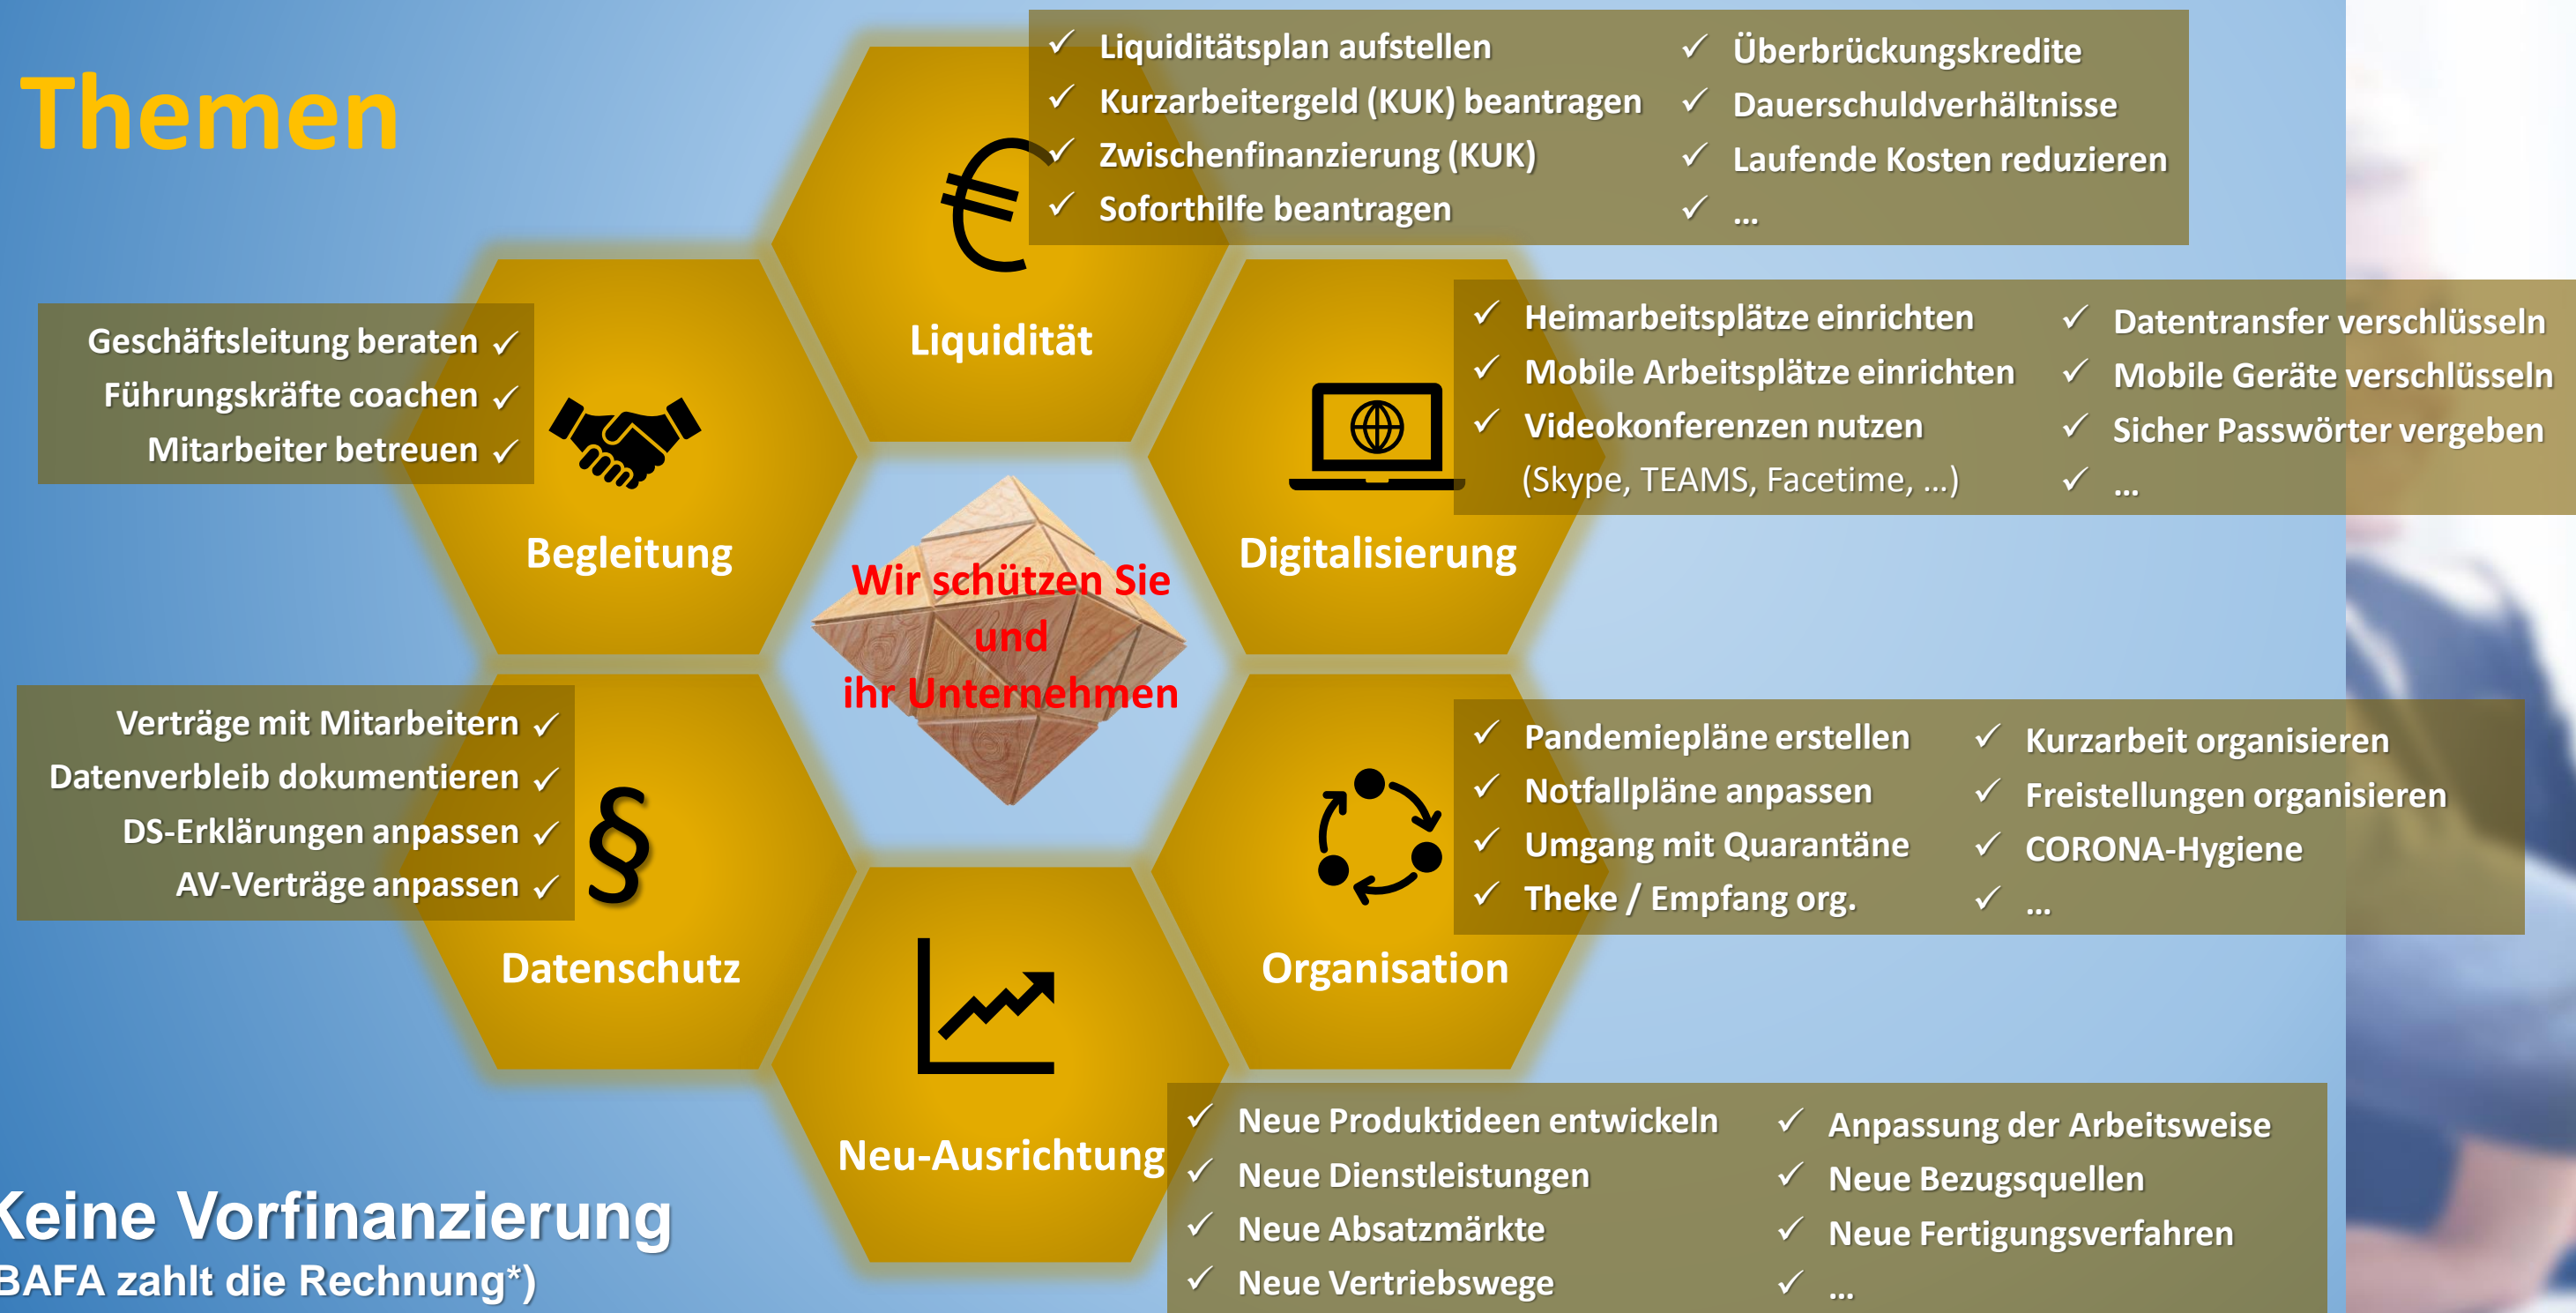 Themen
✓ Liquiditätsplan aufstellen
✓ Kurzarbeitergeld (KUK) beantragen
✓ Zwischenfinanzierung (KUK)
✓ Soforthilfe beantragen
✓ Überbrückungskredite
✓ Dauerschuldverhältnisse
✓ Laufende Kosten reduzieren
✓ ...
€
Liquidität
Geschäftsleitung beraten ✓
Führungskräfte coachen ✓
Mitarbeiter betreuen ✓
Begleitung
✓ Heimarbeitsplätze einrichten
✓ Mobile Arbeitsplätze einrichten
✓ Videokonferenzen nutzen
(Skype, TEAMS, Facetime, ...)
✓ Datentransfer verschlüsseln
✓ Mobile Geräte verschlüsseln
✓ Sicher Passwörter vergeben
✓ ...
Digitalisierung
Wir schützen Sie
und
ihr Unternehmen
Verträge mit Mitarbeitern ✓
Datenverbleib dokumentieren ✓
DS-Erklärungen anpassen ✓
AV-Verträge anpassen ✓
§
Datenschutz
✓ Pandemiepläne erstellen
✓ Notfallpläne anpassen
✓ Umgang mit Quarantäne
✓ Theke / Empfang org.
✓ Kurzarbeit organisieren
✓ Freistellungen organisieren
✓ CORONA-Hygiene
✓ ...
Organisation
Neu-Ausrichtung
✓ Neue Produktideen entwickeln
✓ Neue Dienstleistungen
✓ Neue Absatzmärkte
✓ Neue Vertriebswege
✓ Anpassung der Arbeitsweise
✓ Neue Bezugsquellen
✓ Neue Fertigungsverfahren
✓ ...
Keine Vorfinanzierung
BAFA zahlt die Rechnung*)